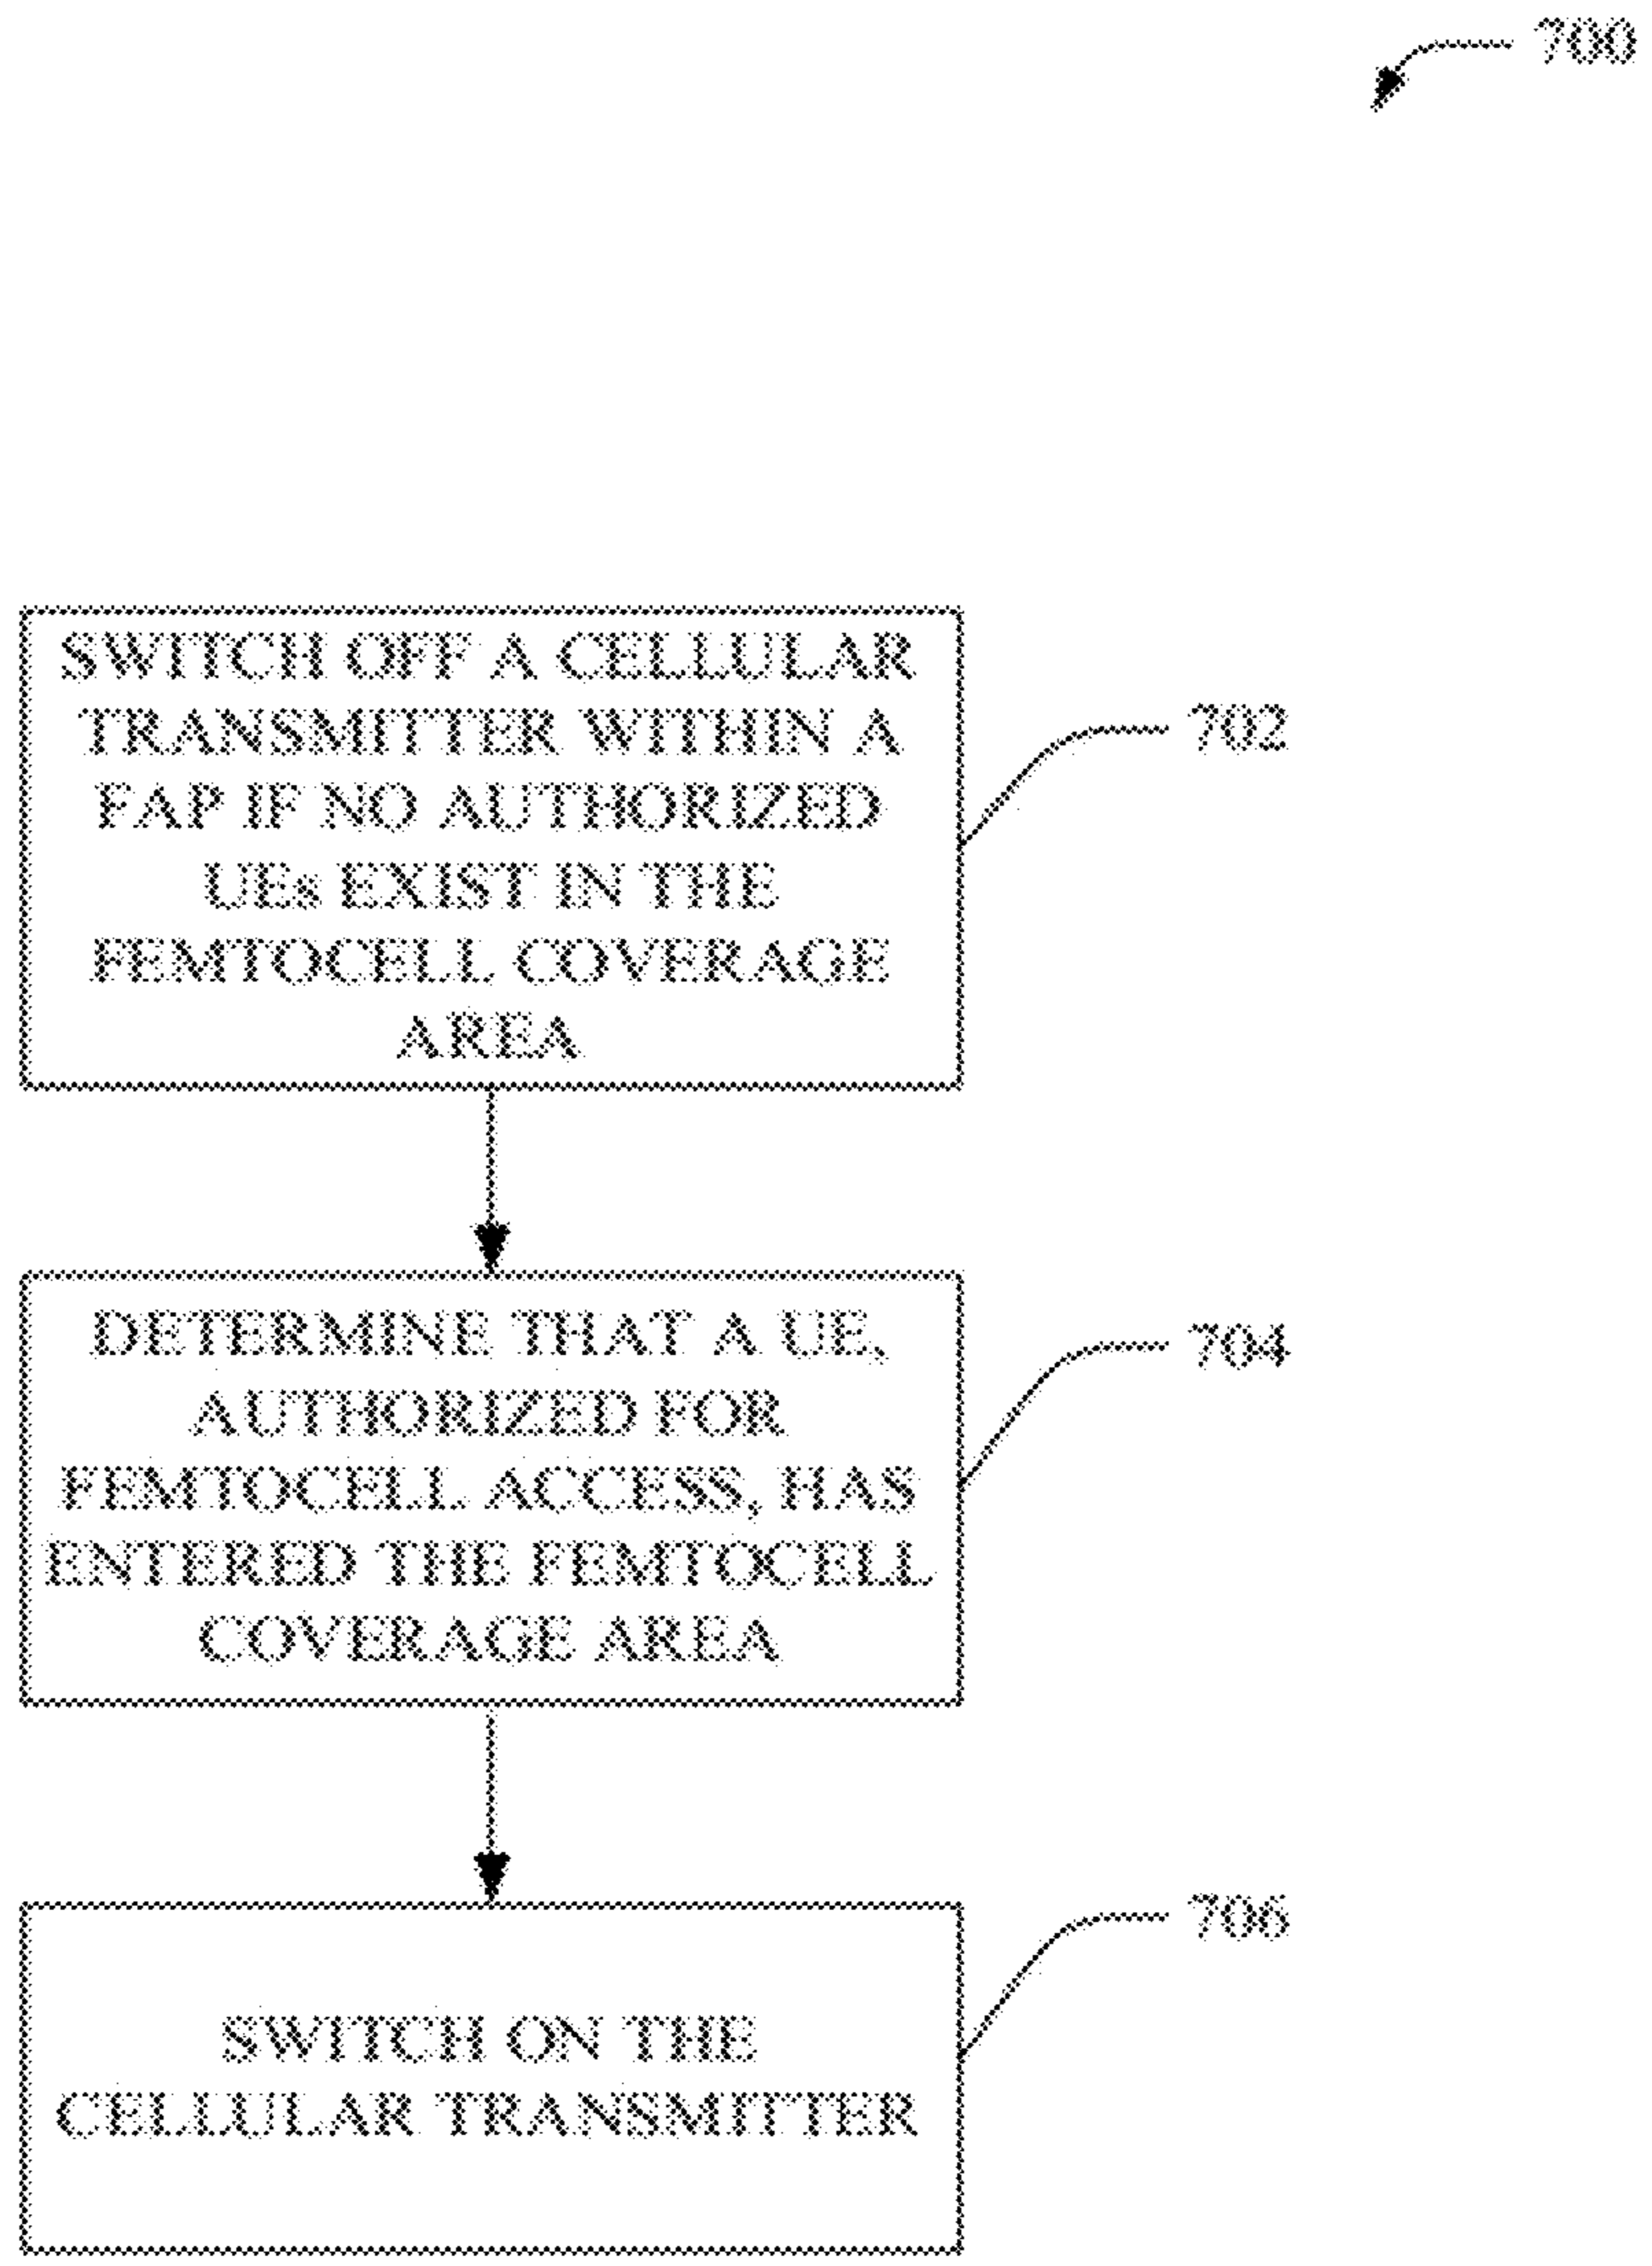 700
SWITCH OFF A CELLULAR
TRANSMITTER WITHIN A
FAP IF NO AUTHORIZED
UEs EXIST IN THE
FEMTOCELL COVERAGE
AREA
702
DETERMINE THAT A UE,
AUTHORIZED FOR
FEMTOCELL ACCESS, HAS
ENTERED THE FEMTOCELL
COVERAGE AREA
704
SWITCH ON THE
CELLULAR TRANSMITTER
706